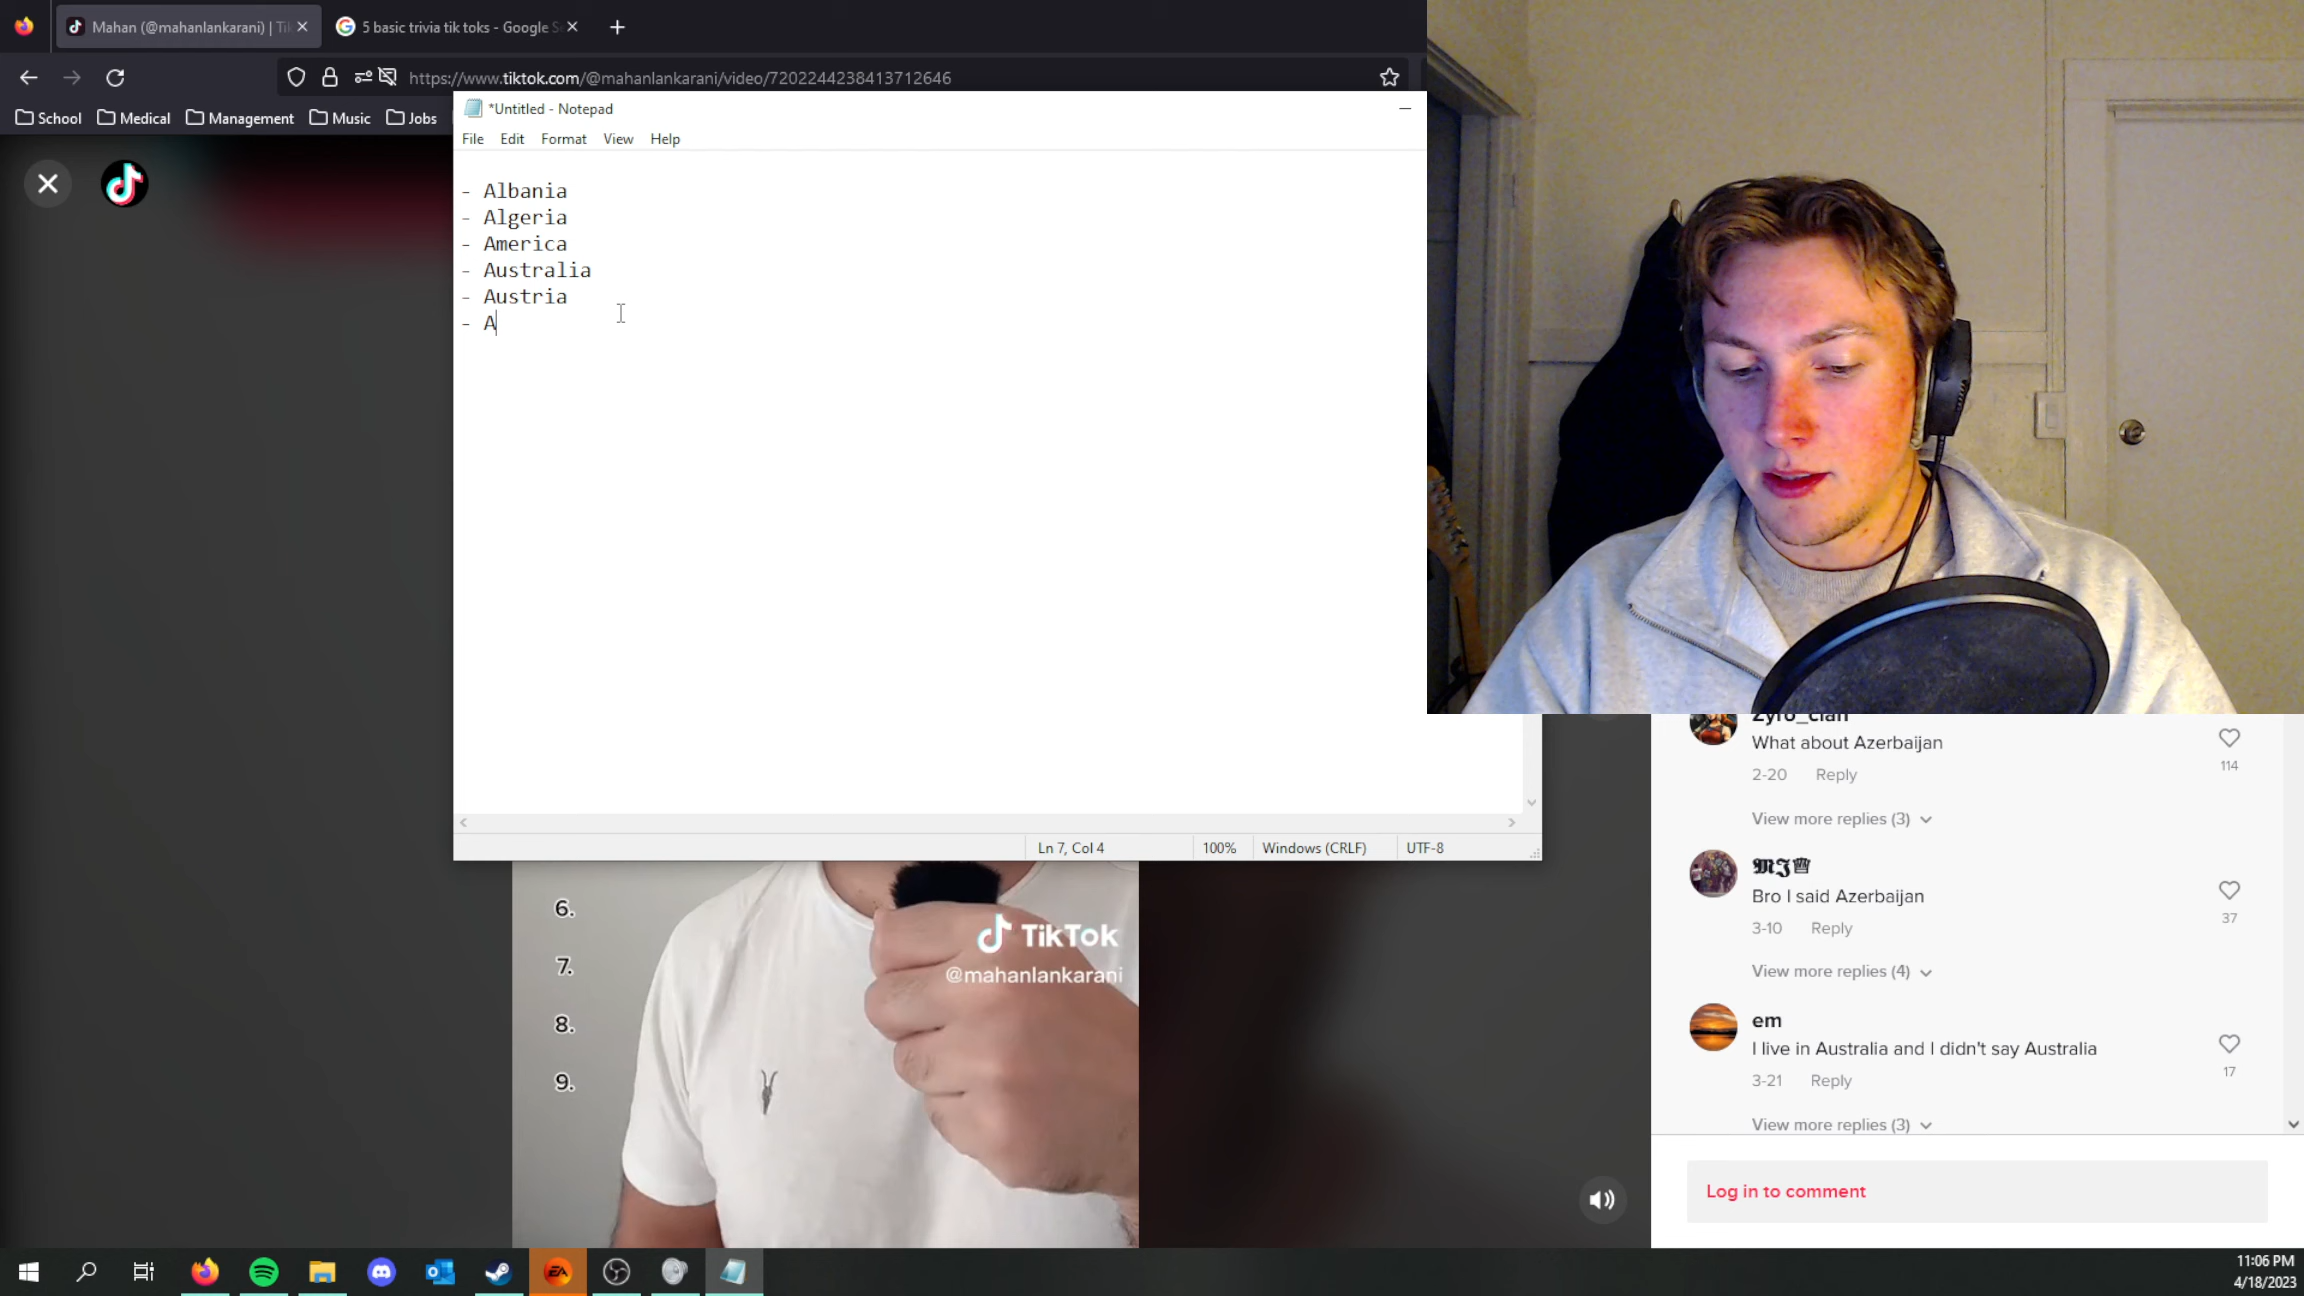 Mahan (@mahanlankarani) | Ti
5 basic trivia tik toks - Google S
https://www.tiktok.com/@mahanlankarani/video/7202244238413712646
School
Medical
Management
Music
Jobs
*Untitled - Notepad
File Edit Format View Help
- Albania
- Algeria
- America
- Australia
- Austria
- A
Ln 7, Col 4
100%
Windows (CRLF)
UTF-8
6.
7.
8.
9.
TikTok
@mahanlankarani
Zyro_clan
What about Azerbaijan
114
2-20 Reply
View more replies (3)
𝕸𝕵♕
Bro I said Azerbaijan
37
3-10 Reply
View more replies (4)
em
I live in Australia and I didn't say Australia
17
3-21 Reply
View more replies (3)
Log in to comment
EA
11:06 PM
4/18/2023